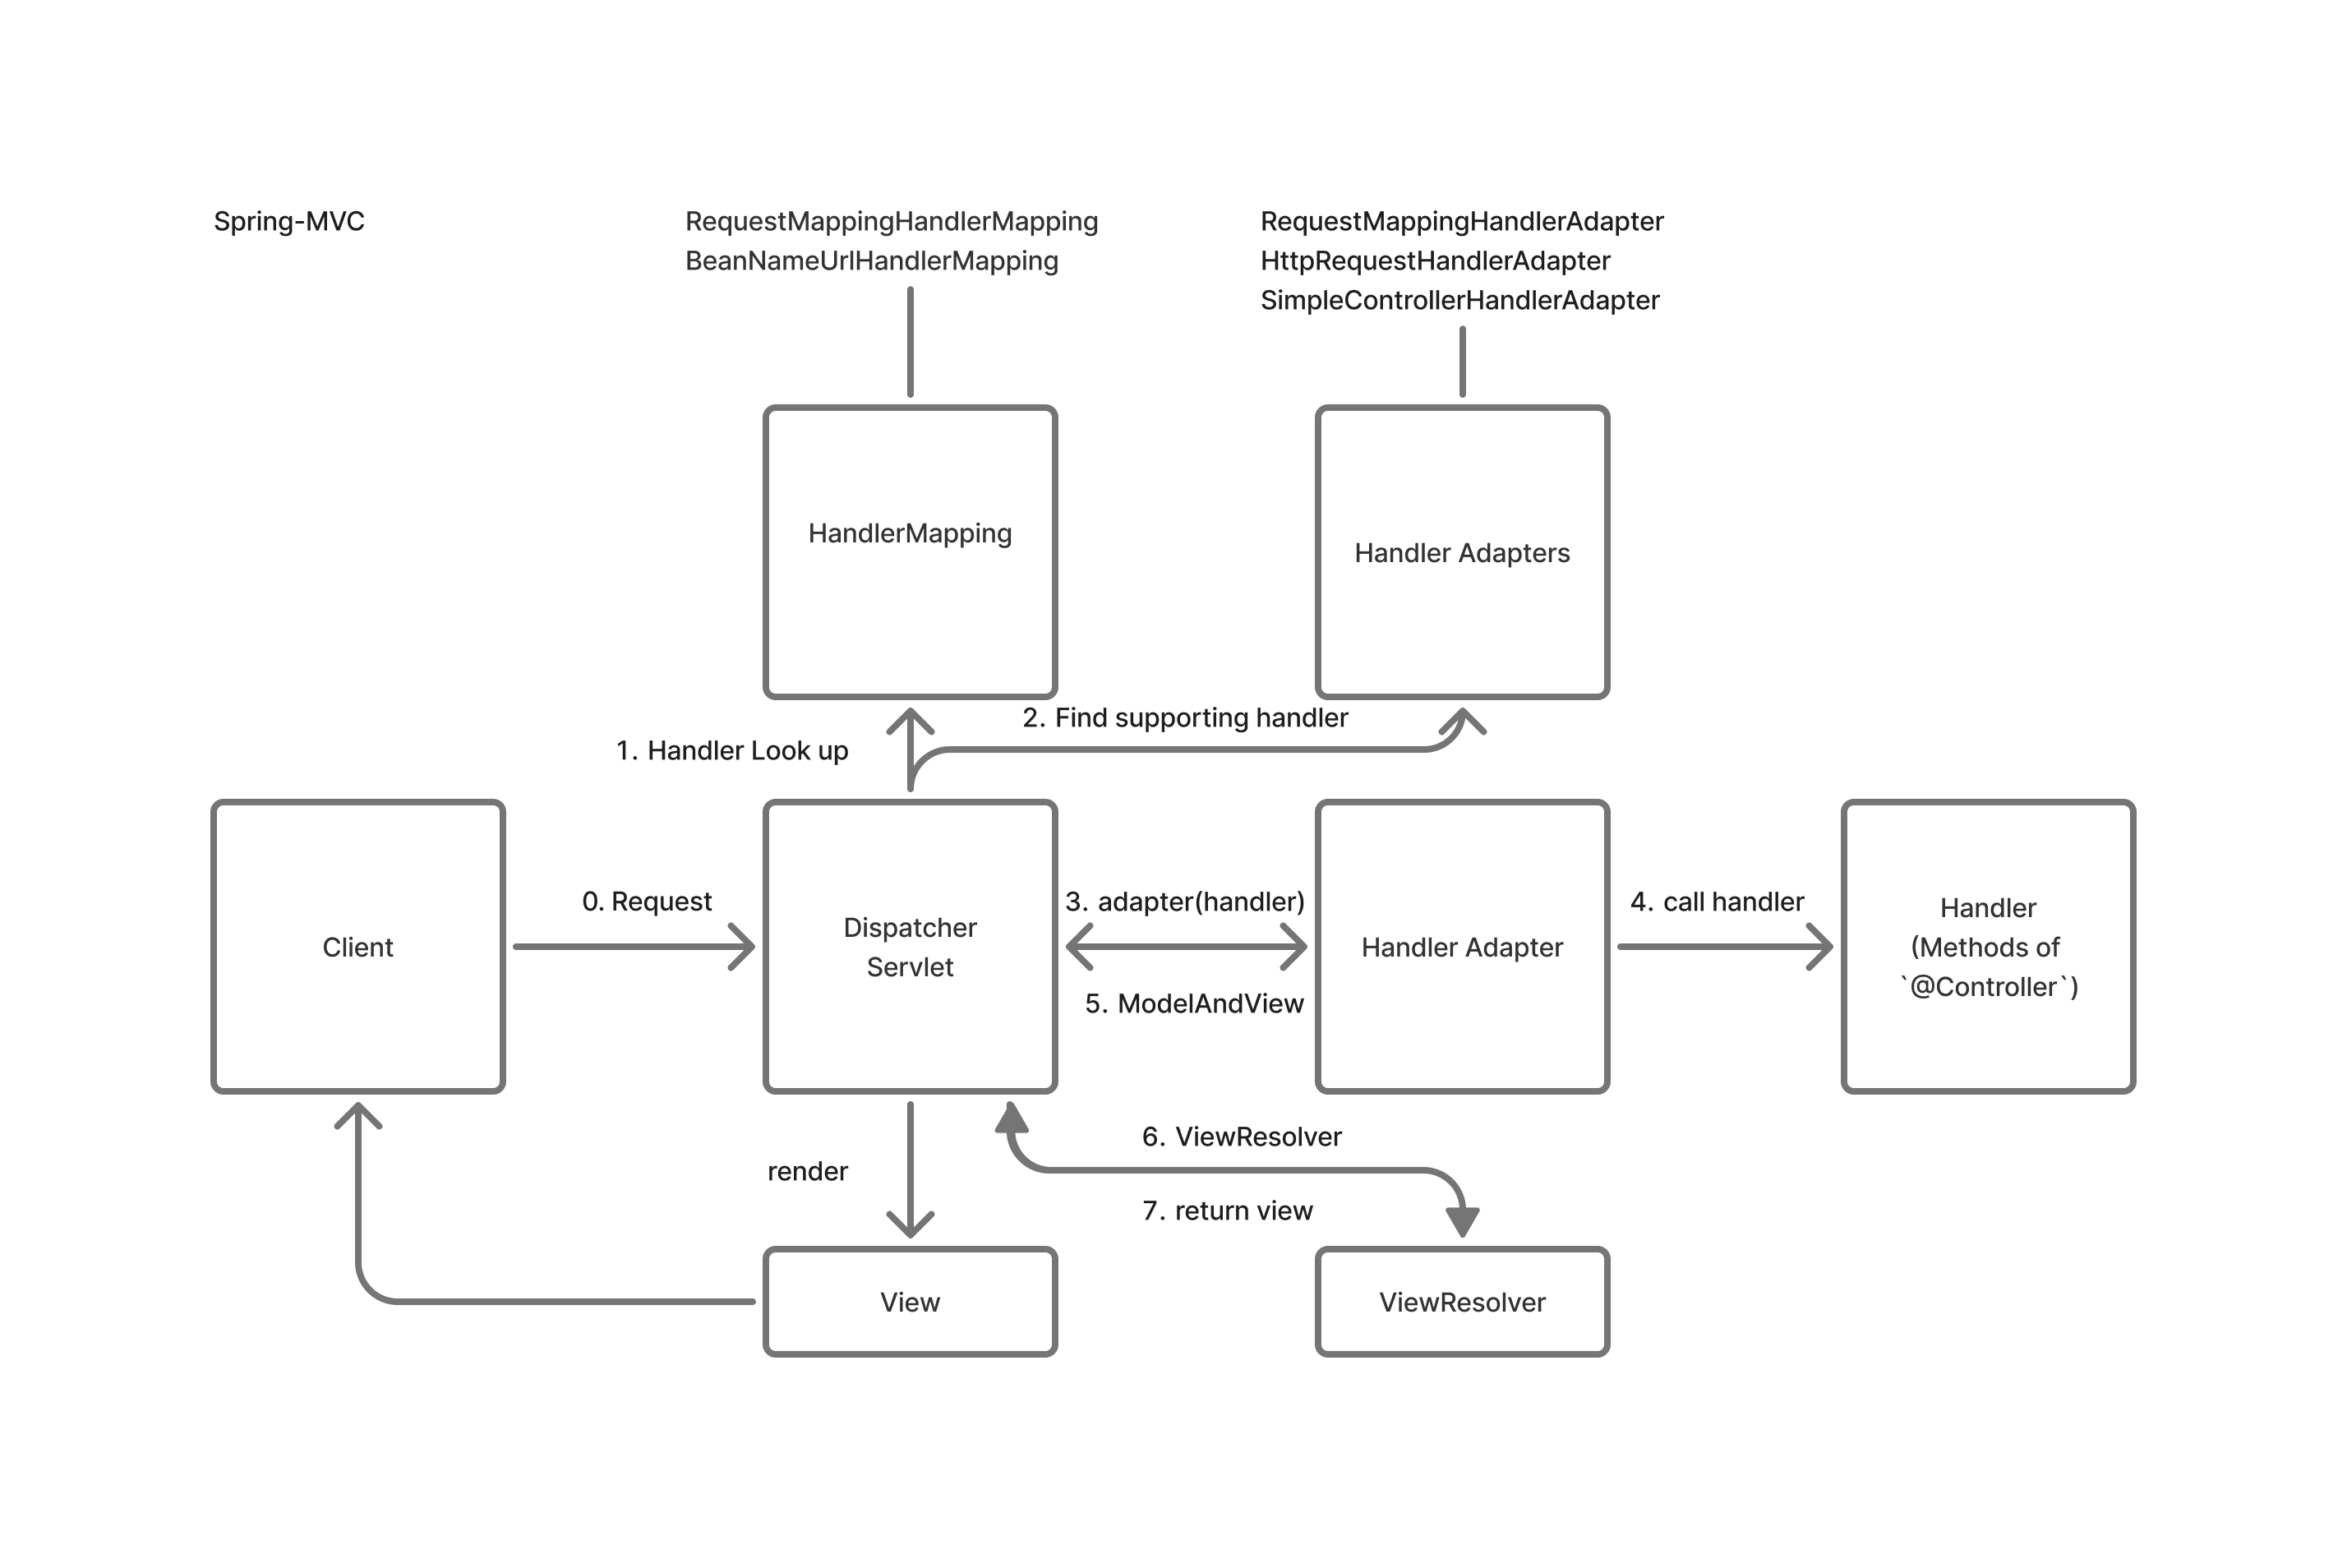 Spring-MVC
RequestMappingHandlerMapping
BeanNameUrlHandlerMapping
RequestMappingHandlerAdapter
HttpRequestHandlerAdapter
SimpleControllerHandlerAdapter
HandlerMapping
Handler Adapters
1. Handler Look up
2. Find supporting handler
Client
0. Request
Dispatcher
Servlet
3. adapter(handler)
5. ModelAndView
Handler Adapter
4. call handler
Handler
(Methods of
`@Controller`)
render
6. ViewResolver
7. return view
View
ViewResolver